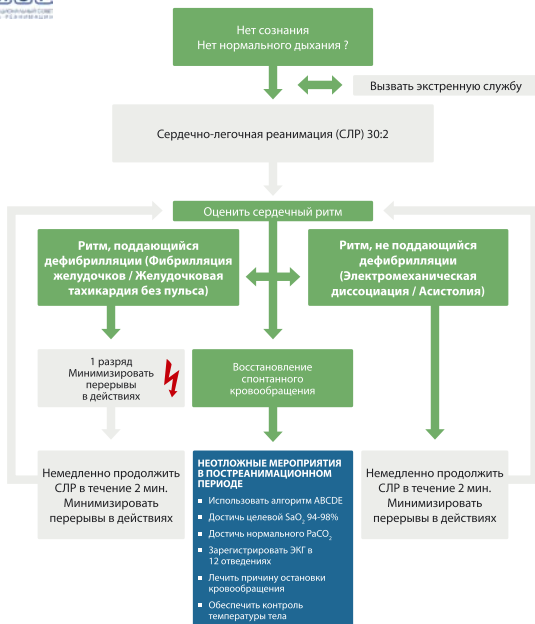 Нет сознания
Нет нормального дыхания ?
Вызвать экстренную службу
Сердечно-легочная реанимация (СЛР) 30:2
Оценить сердечный ритм
Ритм, поддающийся
дефибрилляции (Фибрилляция
желудочков / Желудочковая
тахикардия без пульса)
Ритм, не поддающийся
дефибрилляции
(Электромеханическая
диссоциация / Асистолия)
1 разряд
Минимизировать
перерывы
в действиях
Восстановление
спонтанного
кровообращения
Немедленно продолжить
СЛР в течение 2 мин.
Минимизировать
перерывы в действиях
НЕОТЛОЖНЫЕ МЕРОПРИЯТИЯ
В ПОСТРЕАНИМАЦИОННОМ
ПЕРИОДЕ
▪ Использовать алгоритм ABCDE
▪ Достичь целевой SaO2 94-98%
▪ Достичь нормального PaCO2
▪ Зарегистрировать ЭКГ в
12 отведениях
▪ Лечить причину остановки
кровообращения
▪ Обеспечить контроль
температуры тела
Немедленно продолжить
СЛР в течение 2 мин.
Минимизировать
перерывы в действиях